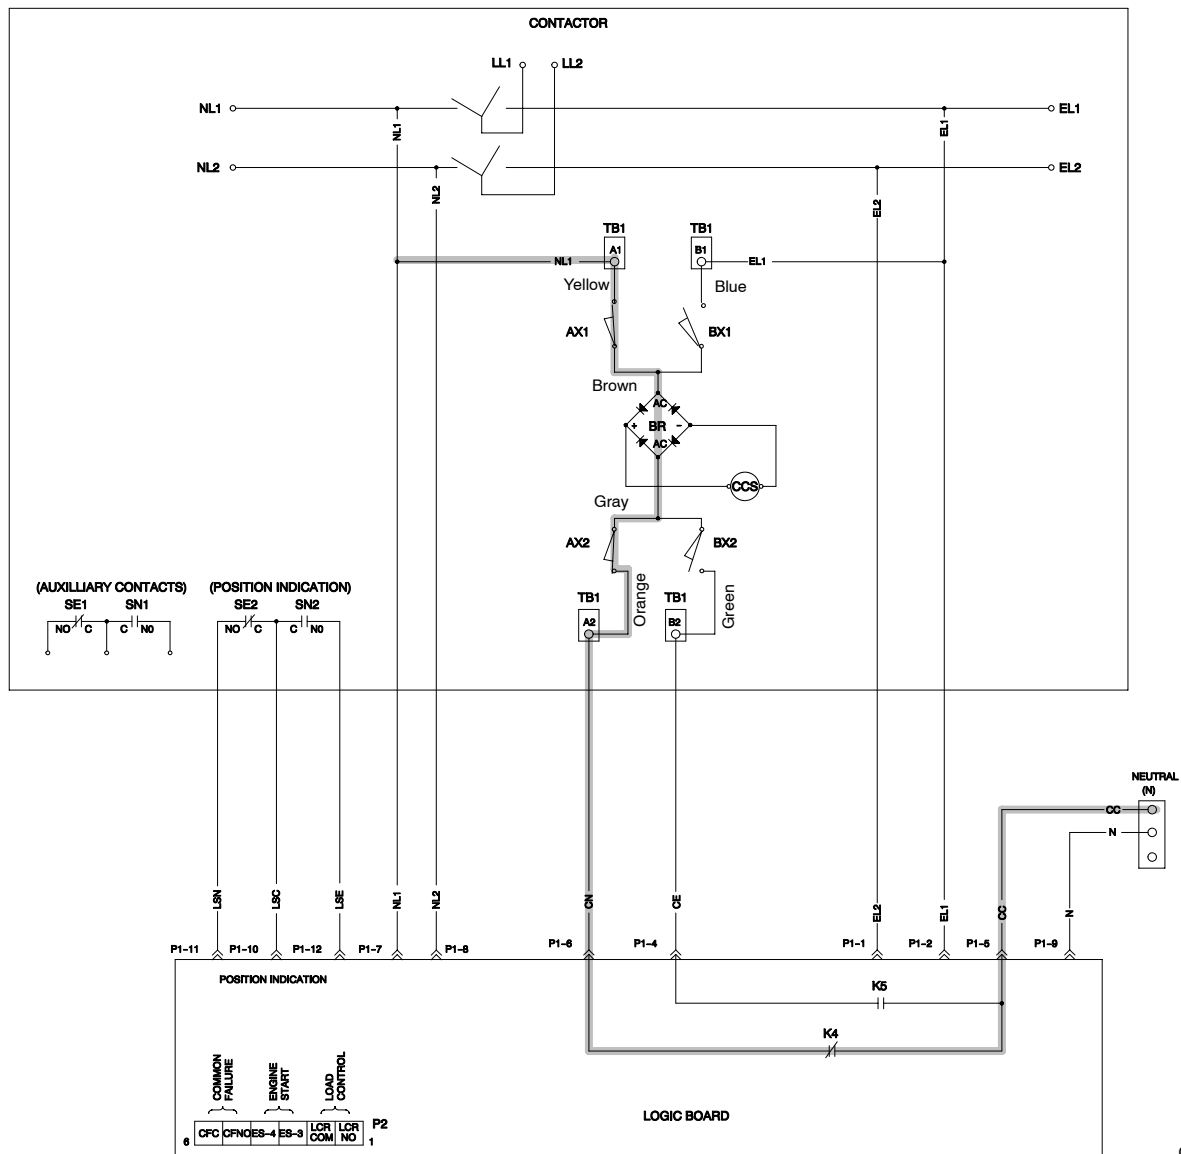 CONTACTOR
LL1 LL2
NL1 EL1
NL1 EL1
NL2 EL2
NL2 EL2
TB1 TB1
A1 B1
NL1 EL1
Yellow Blue
AX1 BX1
Brown
AC
+ BR -
AC
CCS
Gray
AX2 BX2
Orange Green
(AUXILLIARY CONTACTS) (POSITION INDICATION)
SE1 SN1 SE2 SN2
NO C C N0 NO C C N0
TB1 TB1
A2 B2
NEUTRAL
(N)
CC
N
LSN LSC LSE NL1 NL2 CN CE EL2 EL1 CC N
P1-11 P1-10 P1-12 P1-7 P1-8 P1-6 P1-4 P1-1 P1-2 P1-5 P1-9
POSITION INDICATION
K5
K4
COMMON FAILURE
ENGINE START
LOAD CONTROL
LOGIC BOARD
P2
6 CFC CFNO ES-4 ES-3 LCR COM LCR NO 1